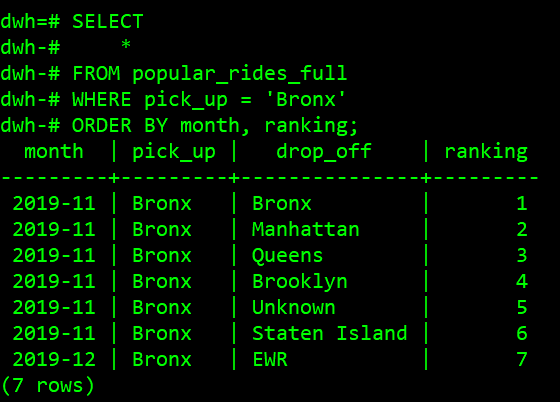 dwh=# SELECT
dwh-#     *
dwh-# FROM popular_rides_full
dwh-# WHERE pick_up = 'Bronx'
dwh-# ORDER BY month, ranking;
  month  | pick_up |   drop_off    | ranking
---------+---------+---------------+---------
 2019-11 | Bronx   | Bronx         |       1
 2019-11 | Bronx   | Manhattan     |       2
 2019-11 | Bronx   | Queens        |       3
 2019-11 | Bronx   | Brooklyn      |       4
 2019-11 | Bronx   | Unknown       |       5
 2019-11 | Bronx   | Staten Island |       6
 2019-12 | Bronx   | EWR           |       7
(7 rows)